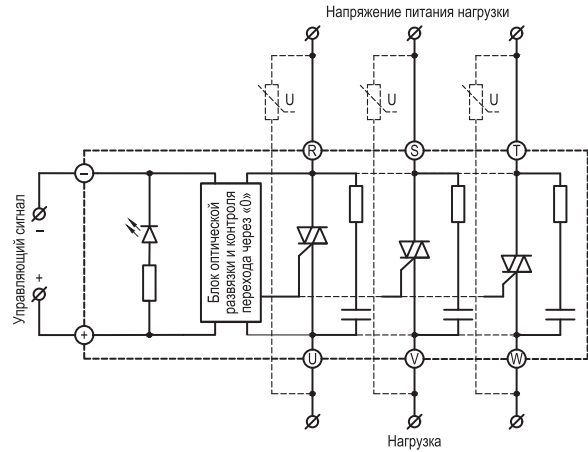 Напряжение питания нагрузки
U
U
U
R
S
T
−
Управляющий сигнал
−
+
Блок оптической
развязки и контроля
перехода через «0»
+
U
V
W
Нагрузка